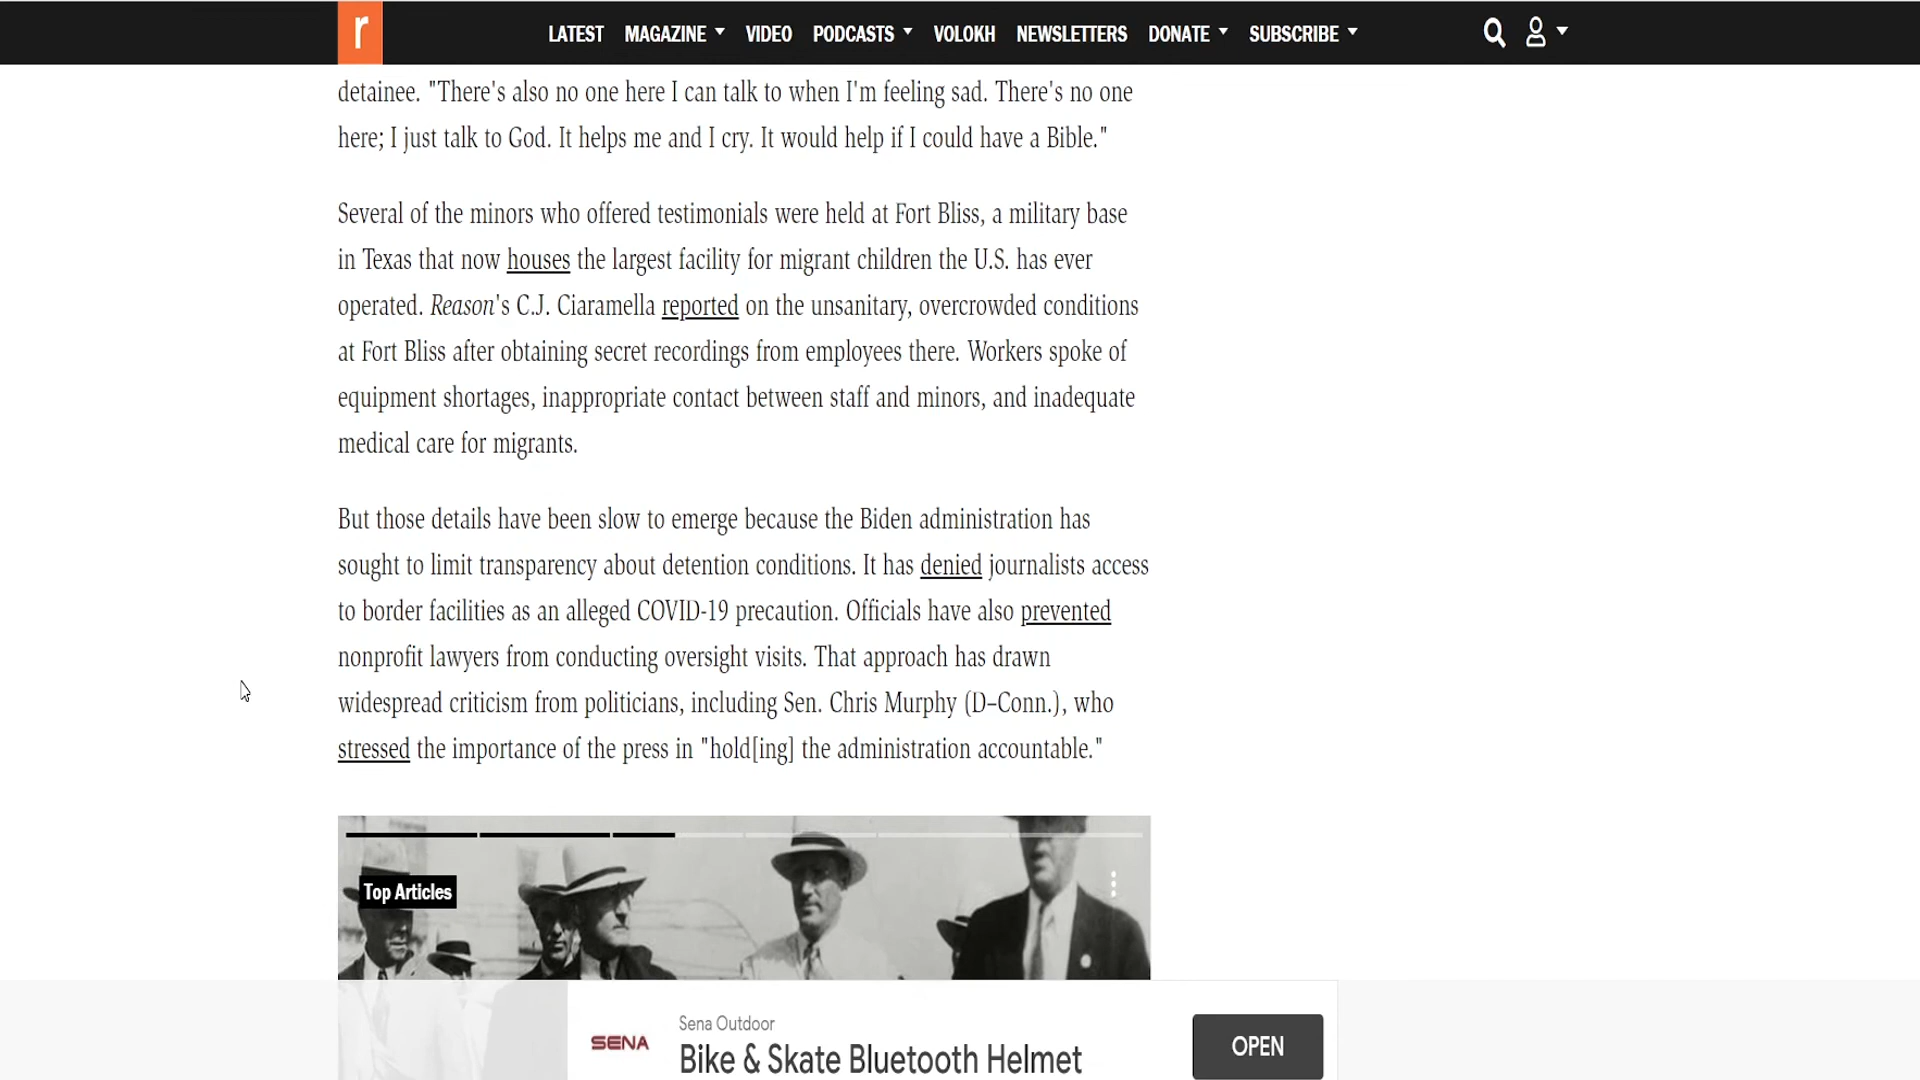 r
LATEST MAGAZINE VIDEO PODCASTS VOLOKH NEWSLETTERS DONATE SUBSCRIBE
detainee. "There's also no one here I can talk to when I'm feeling sad. There's no one
here; I just talk to God. It helps me and I cry. It would help if I could have a Bible."
Several of the minors who offered testimonials were held at Fort Bliss, a military base
in Texas that now houses the largest facility for migrant children the U.S. has ever
operated. Reason's C.J. Ciaramella reported on the unsanitary, overcrowded conditions
at Fort Bliss after obtaining secret recordings from employees there. Workers spoke of
equipment shortages, inappropriate contact between staff and minors, and inadequate
medical care for migrants.
But those details have been slow to emerge because the Biden administration has
sought to limit transparency about detention conditions. It has denied journalists access
to border facilities as an alleged COVID-19 precaution. Officials have also prevented
nonprofit lawyers from conducting oversight visits. That approach has drawn
widespread criticism from politicians, including Sen. Chris Murphy (D–Conn.), who
stressed the importance of the press in "hold[ing] the administration accountable."
Top Articles
Sena Outdoor
SENA
Bike & Skate Bluetooth Helmet
OPEN